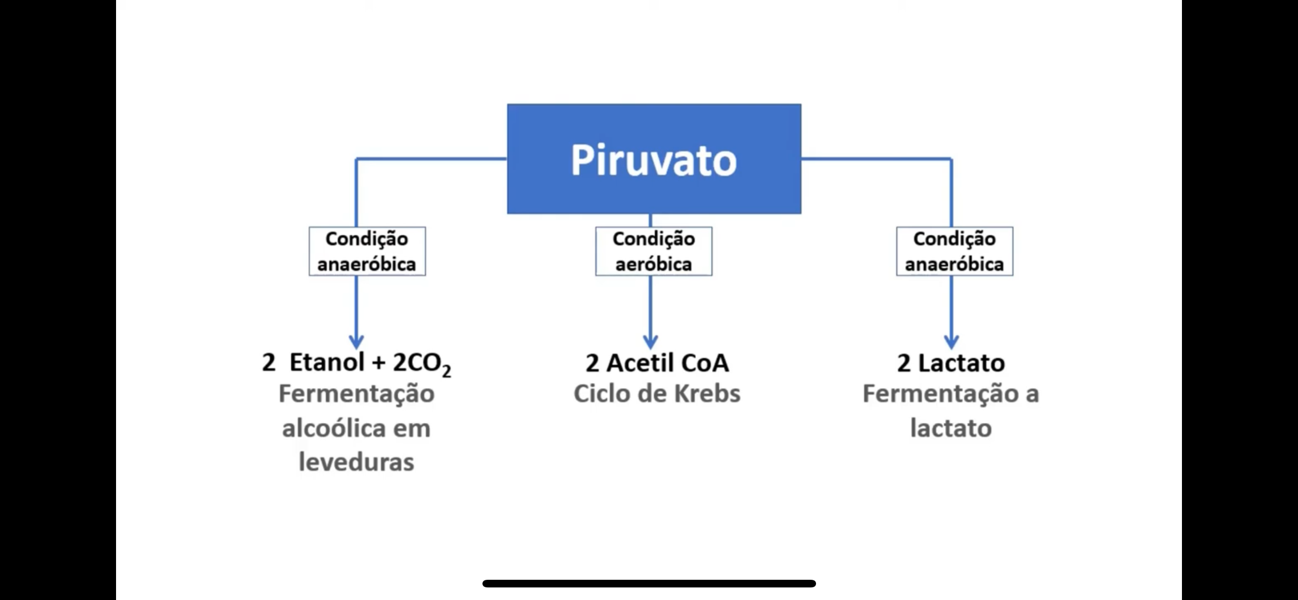 Piruvato
Condição
anaeróbica
Condição
aeróbica
Condição
anaeróbica
2 Etanol + 2CO₂
Fermentação
alcoólica em
leveduras
2 Acetil CoA
Ciclo de Krebs
2 Lactato
Fermentação a
lactato